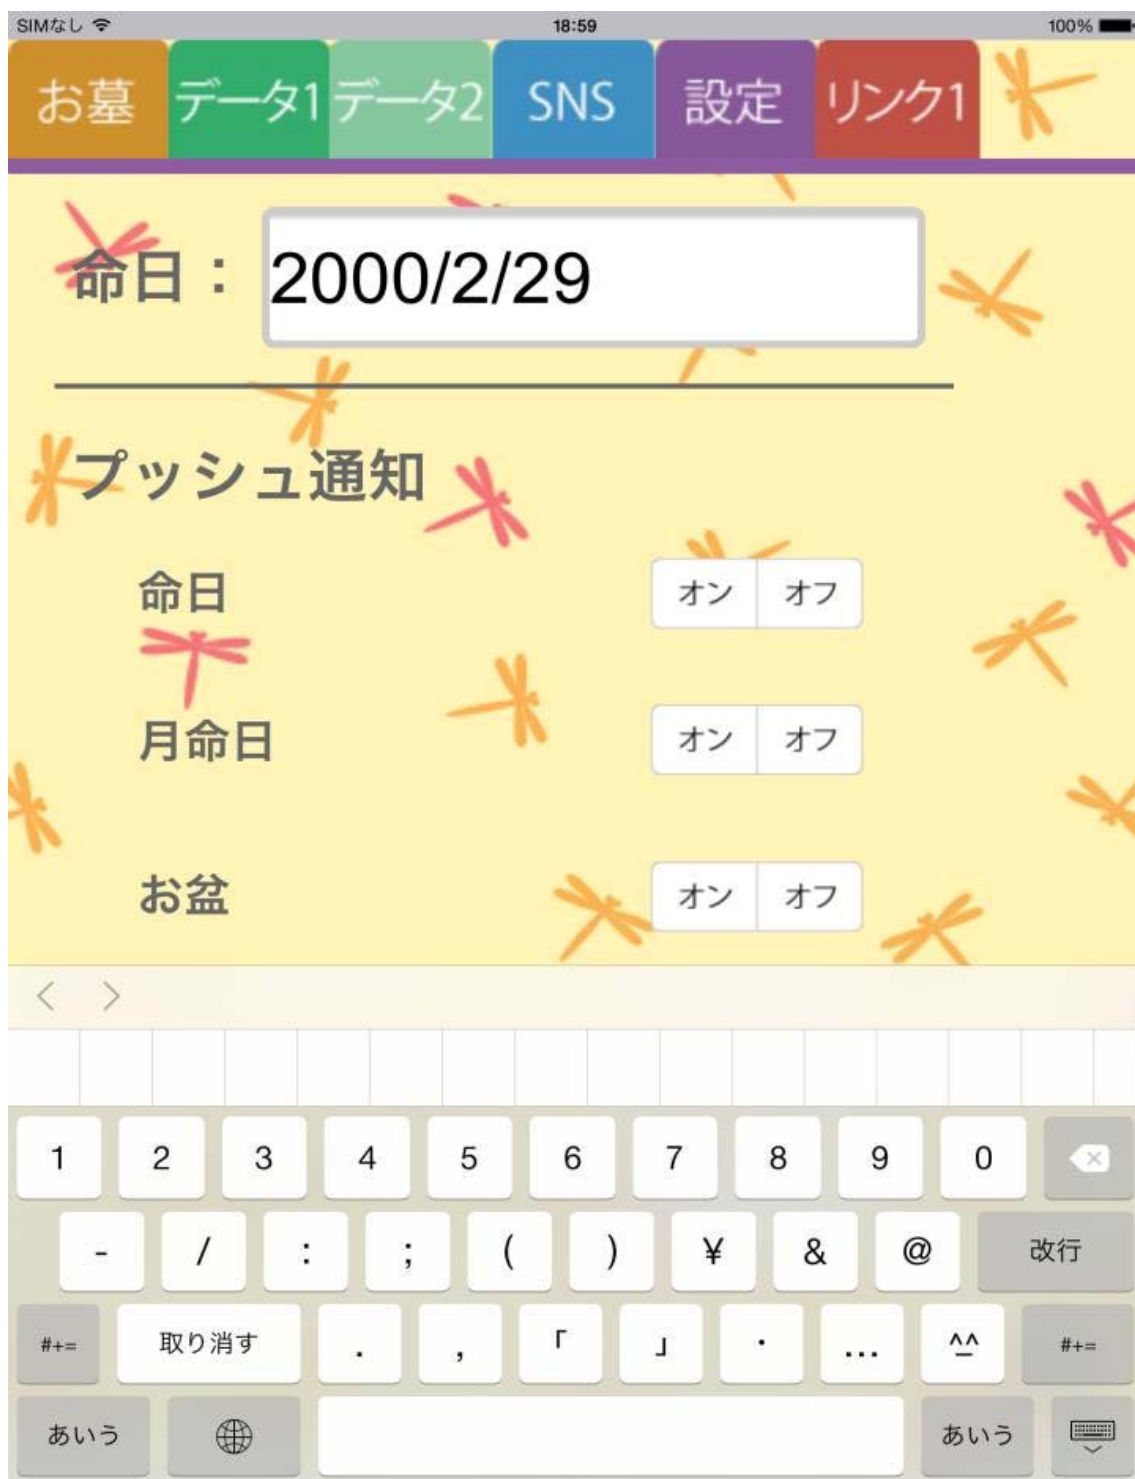 SIMなし 18:59 100%
お墓 データ1 データ2 SNS 設定 リンク1
命日： 2000/2/29
プッシュ通知
命日 オン オフ
月命日 オン オフ
お盆 オン オフ
1 2 3 4 5 6 7 8 9 0
- / : ; ( ) ¥ & @ 改行
#+= 取り消す . , 「 」 ・ ... ^_^ #+=
あいう あいう